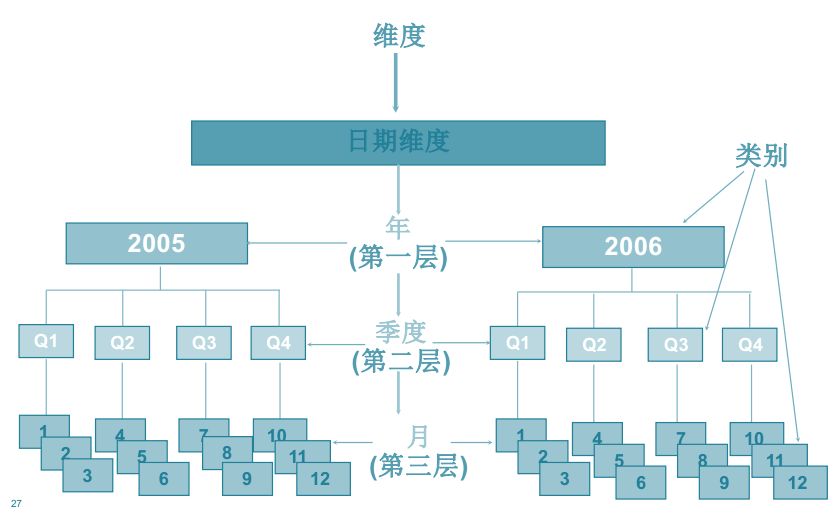 维度
日期维度
类别
年
2005
2006
(第一层)
季度
Q1 Q2 Q3 Q4
Q1 Q2 Q3 Q4
(第二层)
1 4 7 10
月
1 4 7 10
2 5 8 11
2 5 8 11
(第三层)
3 6 9 12
3 6 9 12
27